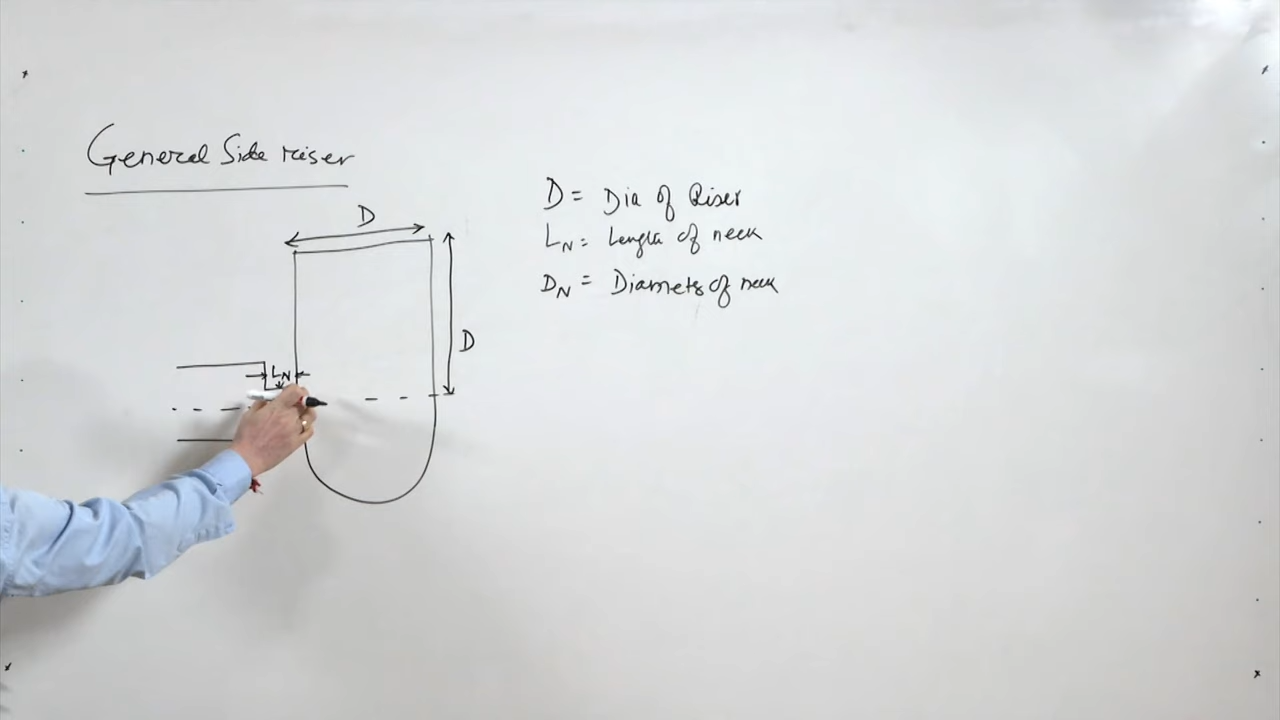 General Side riser
D
D = Dia of Riser
LN = Length of neck
DN = Diameter of neck
D
LN